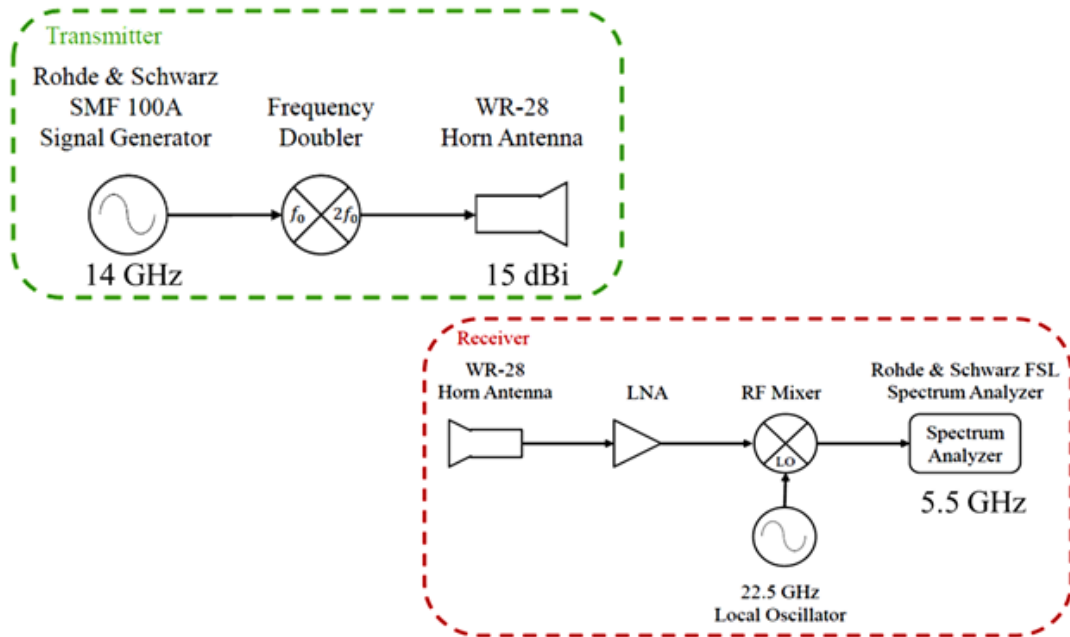 Transmitter
Rohde & Schwarz
SMF 100A
Signal Generator
Frequency
Doubler
WR-28
Horn Antenna
f₀
2f₀
14 GHz
15 dBi
Receiver
WR-28
Horn Antenna
LNA
RF Mixer
Rohde & Schwarz FSL
Spectrum Analyzer
LO
Spectrum
Analyzer
5.5 GHz
22.5 GHz
Local Oscillator